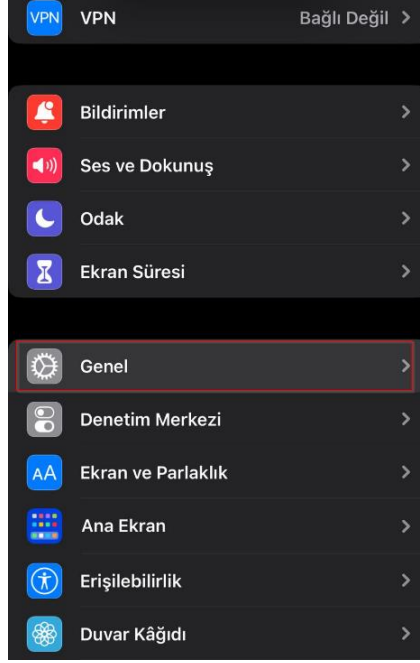 VPN VPN Bağlı Değil
Bildirimler
Ses ve Dokunuş
Odak
Ekran Süresi
Genel
Denetim Merkezi
AA Ekran ve Parlaklık
Ana Ekran
Erişilebilirlik
Duvar Kâğıdı